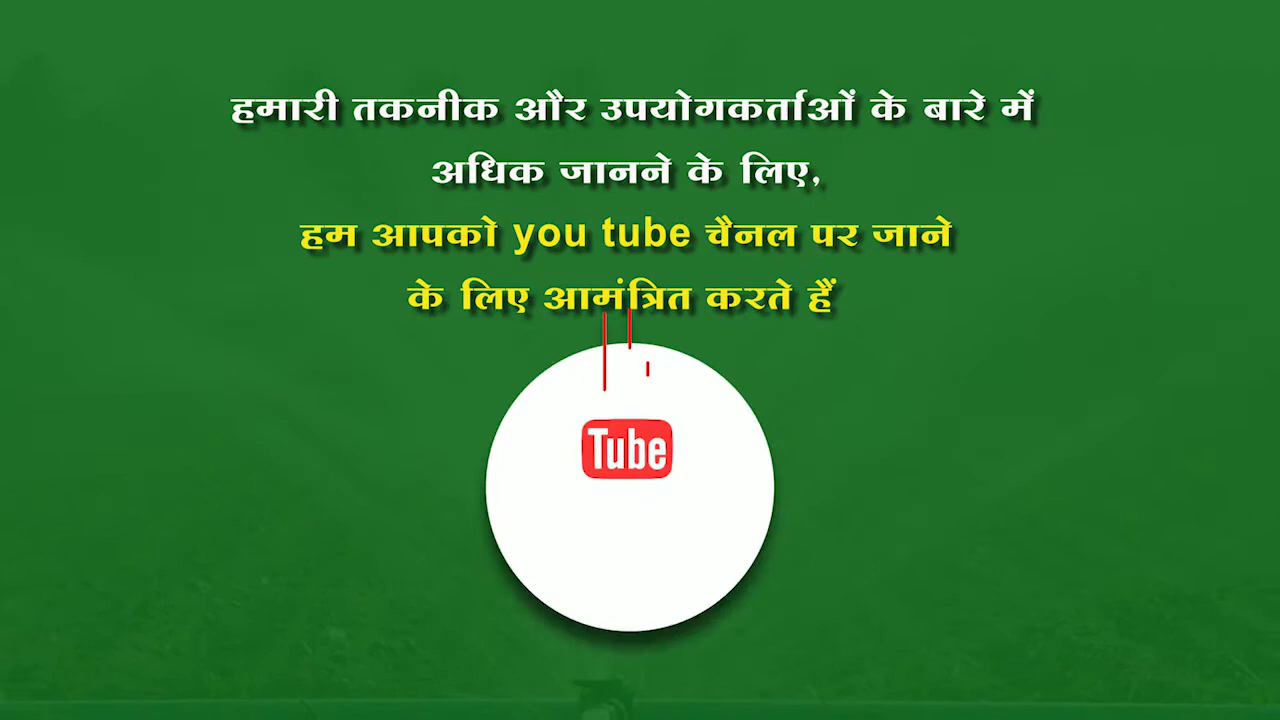 हमारी तकनीक और उपयोगकर्ताओं के बारे में
अधिक जानने के लिए,
हम आपको you tube चैनल पर जाने
के लिए आमंत्रित करते हैं
Tube